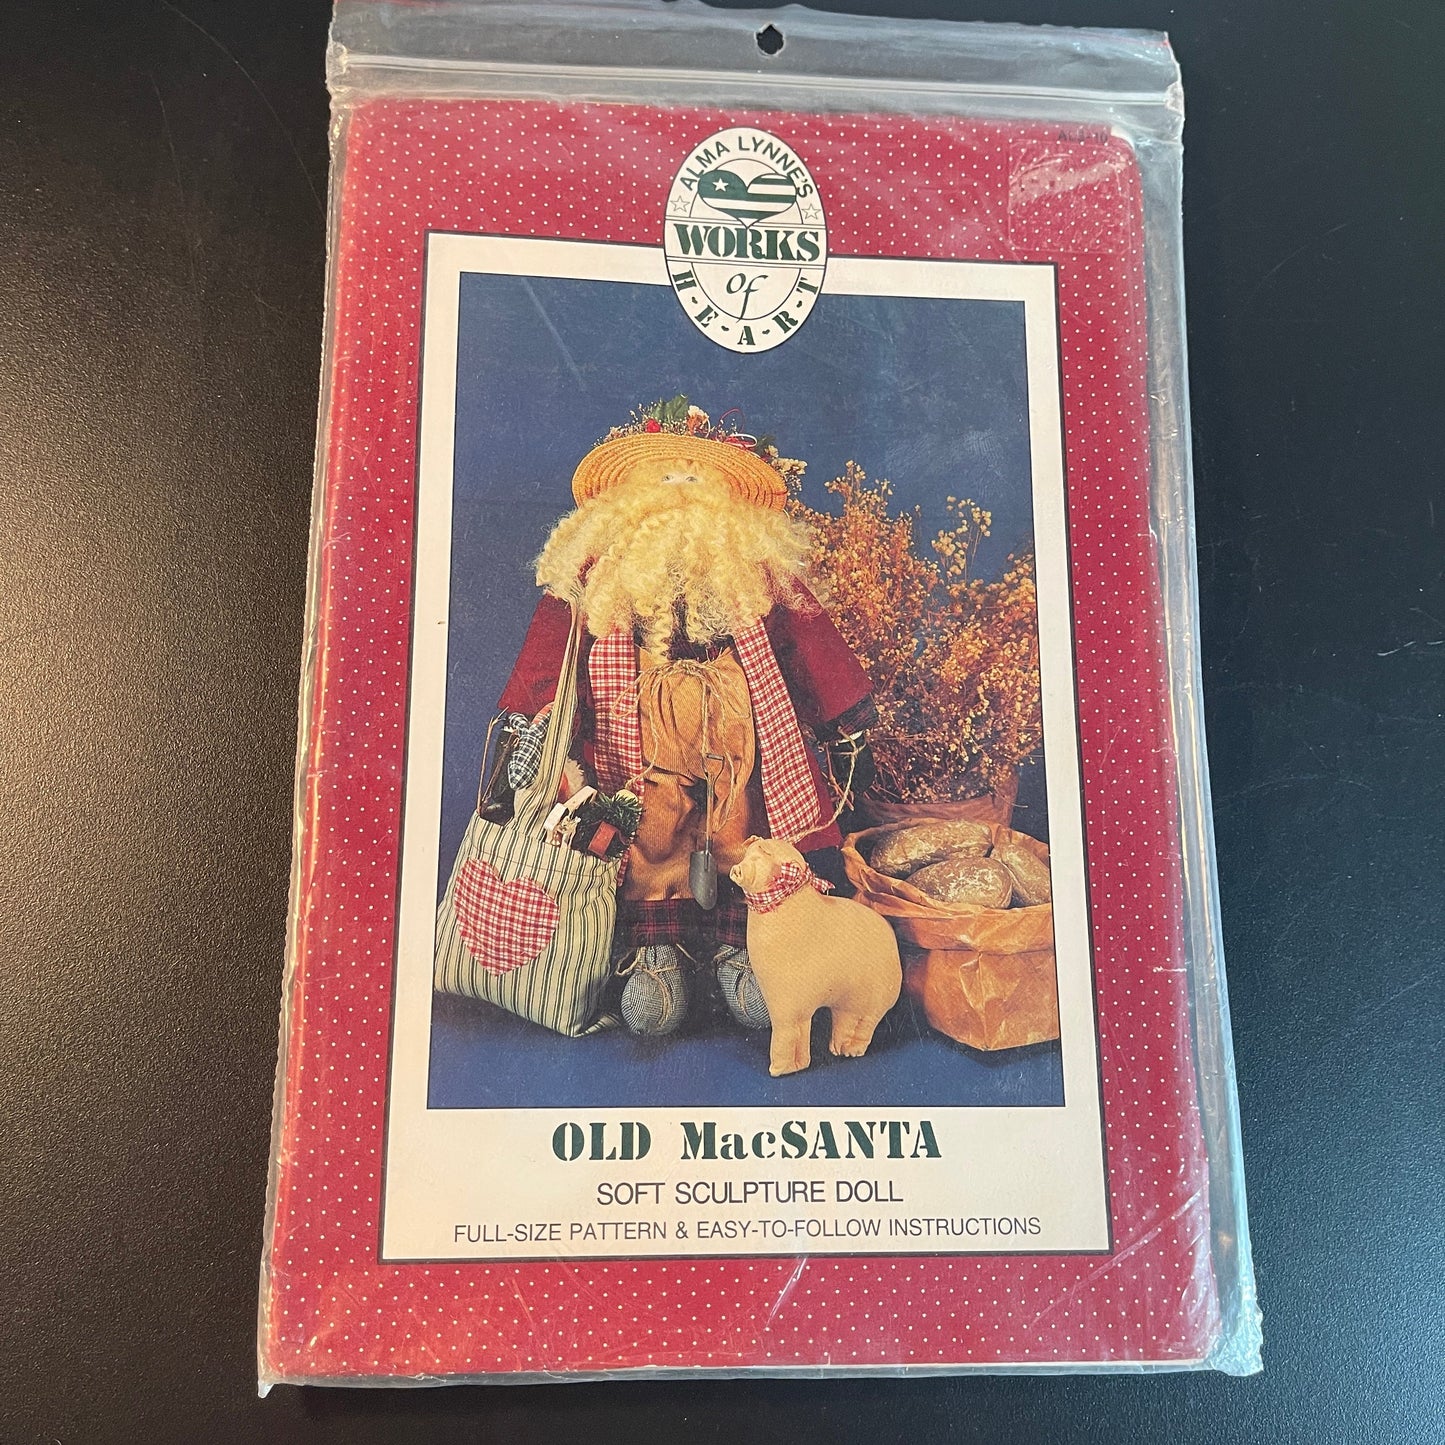 ALMA LYNNE'S
WORKS
of
H-E-A-R-T
OLD MacSANTA
SOFT SCULPTURE DOLL
FULL-SIZE PATTERN & EASY-TO-FOLLOW INSTRUCTIONS